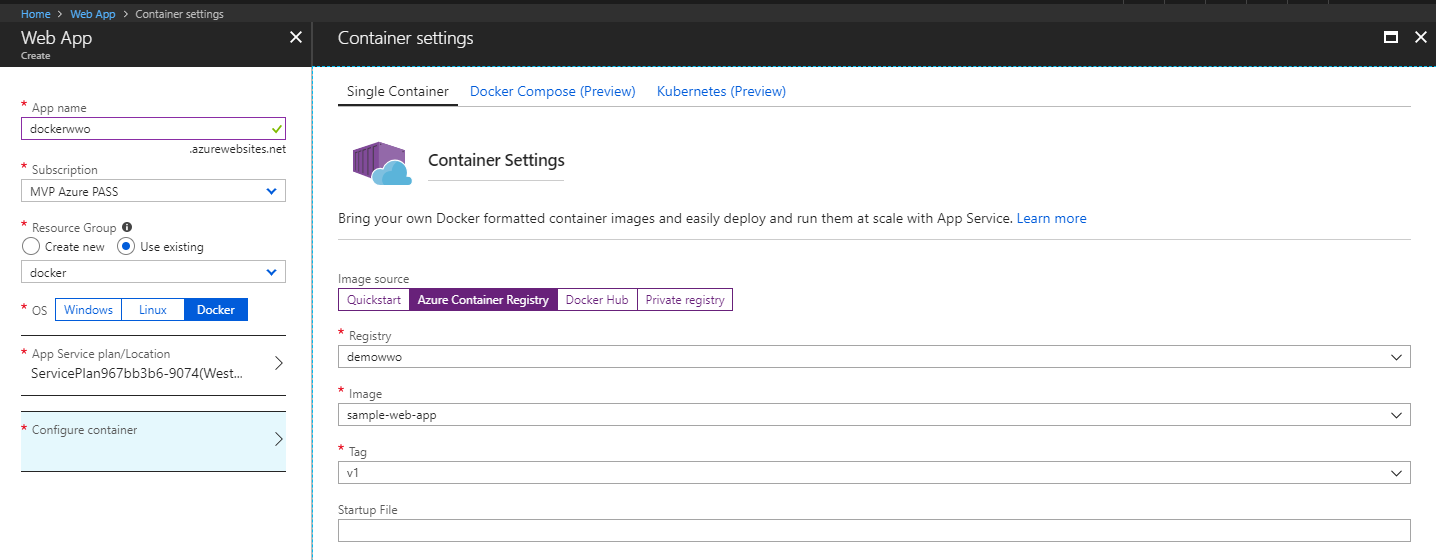 Home > Web App > Container settings
Web App
Create
* App name
dockerwwo
.azurewebsites.net
* Subscription
MVP Azure PASS
* Resource Group
Create new Use existing
docker
* OS Windows Linux Docker
* App Service plan/Location
ServicePlan967bb3b6-9074(West...
* Configure container
Container settings
Single Container Docker Compose (Preview) Kubernetes (Preview)
Container Settings
Bring your own Docker formatted container images and easily deploy and run them at scale with App Service. Learn more
Image source
Quickstart Azure Container Registry Docker Hub Private registry
* Registry
demowwo
* Image
sample-web-app
* Tag
v1
Startup File